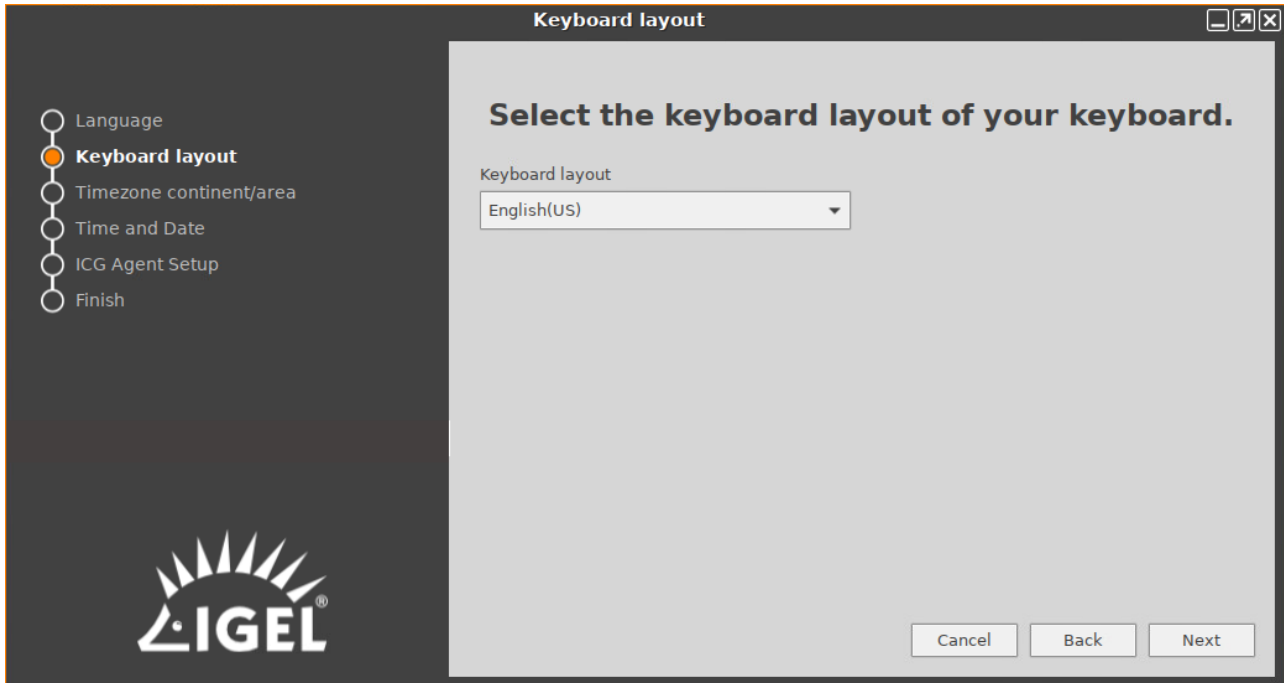 Keyboard layout
Language
Keyboard layout
Timezone continent/area
Time and Date
ICG Agent Setup
Finish
IGEL®
Select the keyboard layout of your keyboard.
Keyboard layout
English(US)
Cancel Back Next